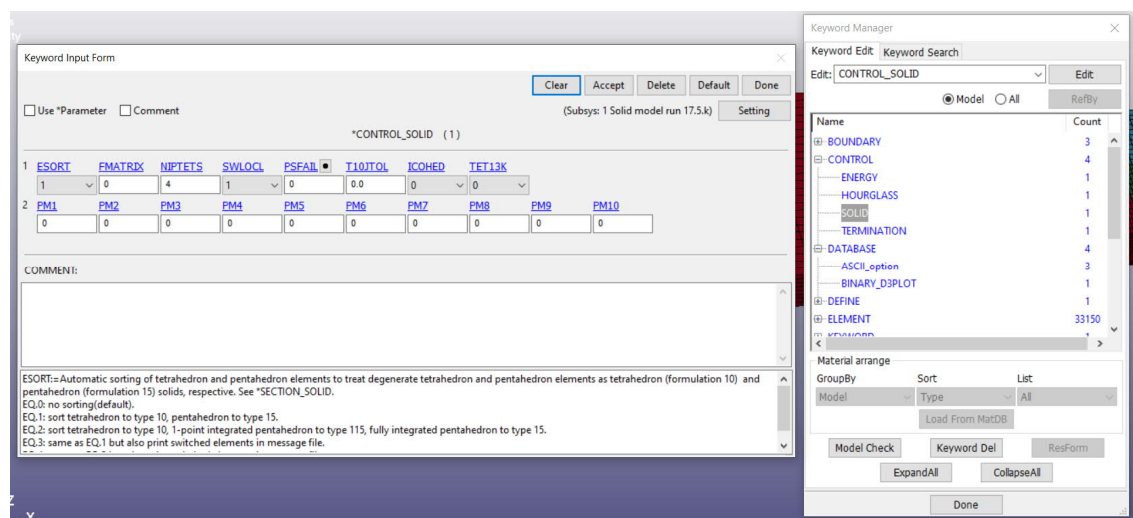 Keyword Input Form
Clear Accept Delete Default Done
Use *Parameter Comment (Subsys: 1 Solid model run 17.5.k) Setting
*CONTROL_SOLID (1)
1 ESORT FMATRIX NIPTETS SWLOCL PSFAIL T10JTOL ICOHED TET13K
1 0 4 1 0 0.0 0 0
2 PM1 PM2 PM3 PM4 PM5 PM6 PM7 PM8 PM9 PM10
0 0 0 0 0 0 0 0 0 0
COMMENT:
ESORT:=Automatic sorting of tetrahedron and pentahedron elements to treat degenerate tetrahedron and pentahedron elements as tetrahedron (formulation 10) and
pentahedron (formulation 15) solids, respective. See *SECTION_SOLID.
EQ.0: no sorting(default).
EQ.1: sort tetrahedron to type 10, pentahedron to type 15.
EQ.2: sort tetrahedron to type 10, 1-point integrated pentahedron to type 115, fully integrated pentahedron to type 15.
EQ.3: same as EQ.1 but also print switched elements in message file.
Keyword Manager
Keyword Edit Keyword Search
Edit: CONTROL_SOLID Edit
Model All RefBy
Name Count
BOUNDARY 3
CONTROL 4
ENERGY 1
HOURGLASS 1
SOLID 1
TERMINATION 1
DATABASE 4
ASCII_option 3
BINARY_D3PLOT 1
DEFINE 1
ELEMENT 33150
KEYWORD 1
Material arrange
GroupBy Sort List
Model Type All
Load From MatDB
Model Check Keyword Del ResForm
ExpandAll CollapseAll
Done
Z
X